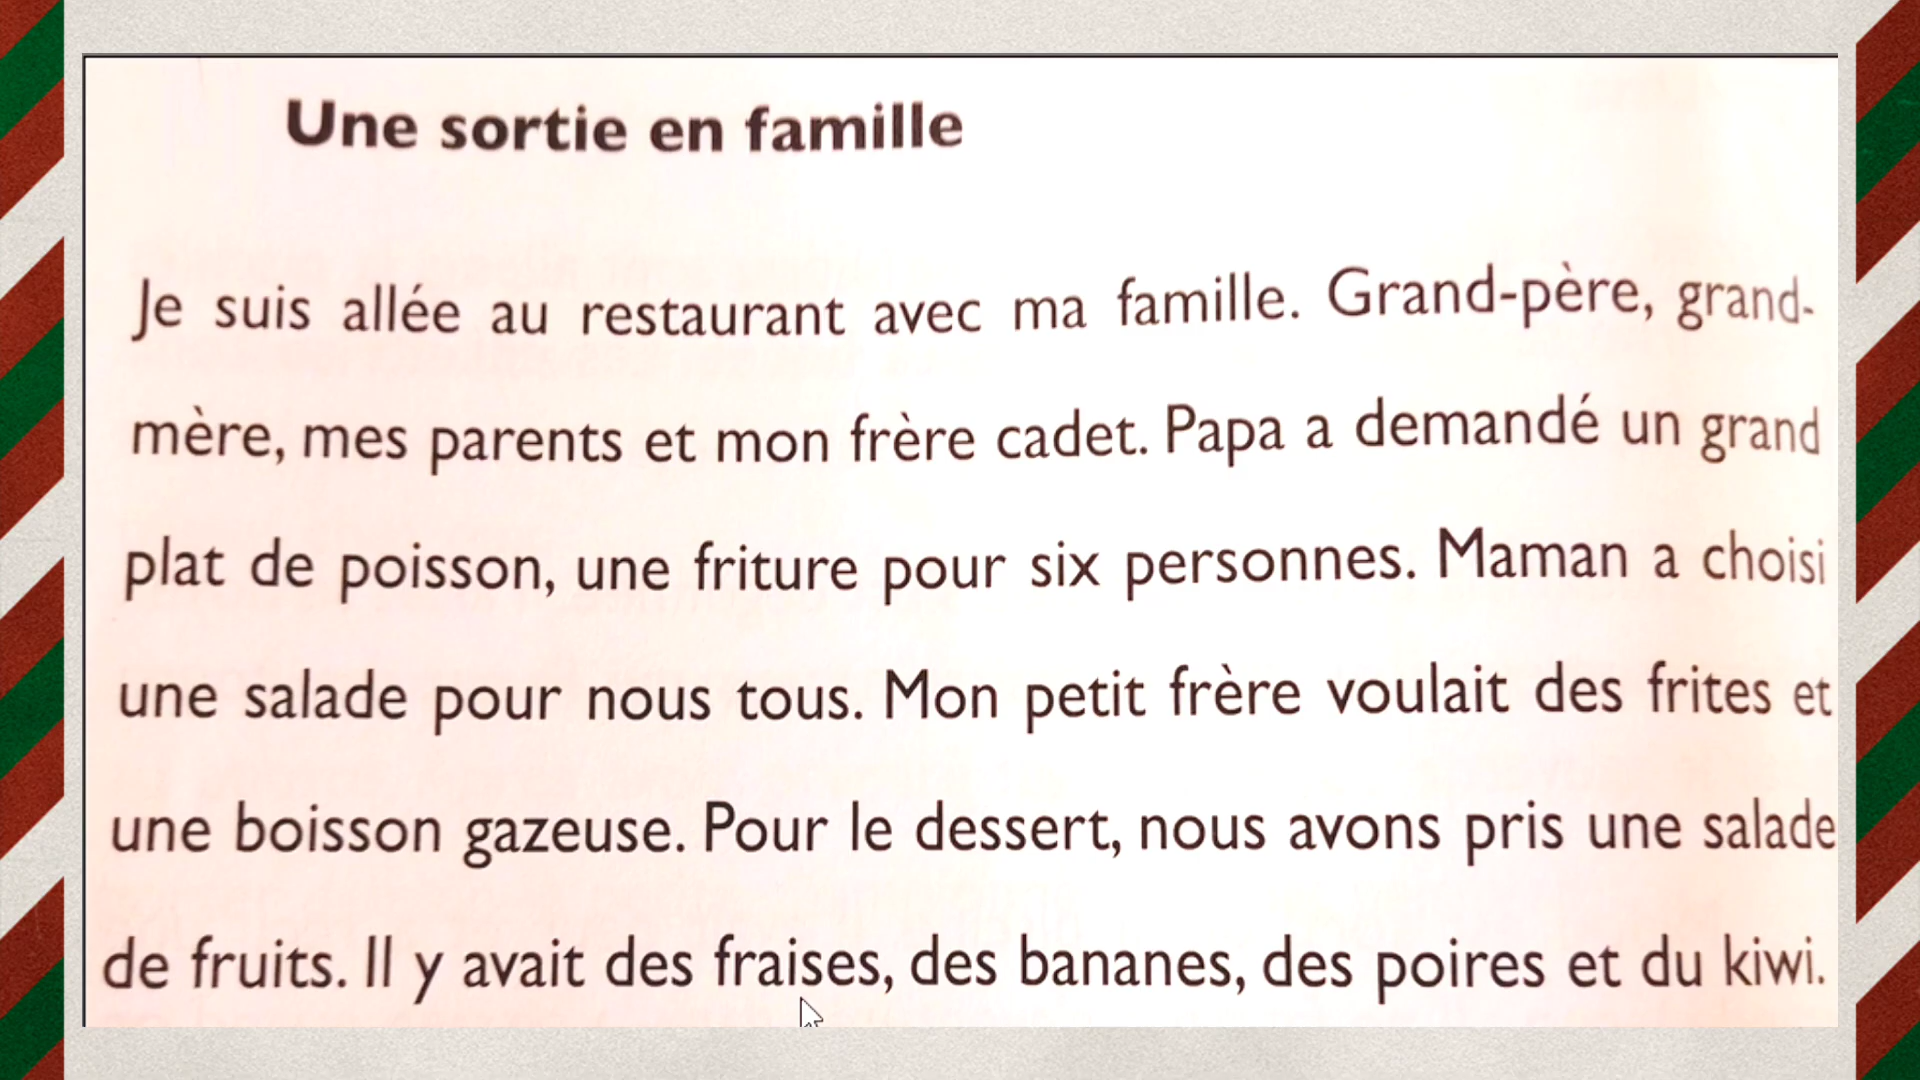 Une sortie en famille
Je suis allée au restaurant avec ma famille. Grand-père, grand-
mère, mes parents et mon frère cadet. Papa a demandé un grand
plat de poisson, une friture pour six personnes. Maman a choisi
une salade pour nous tous. Mon petit frère voulait des frites et
une boisson gazeuse. Pour le dessert, nous avons pris une salade
de fruits. Il y avait des fraises, des bananes, des poires et du kiwi.